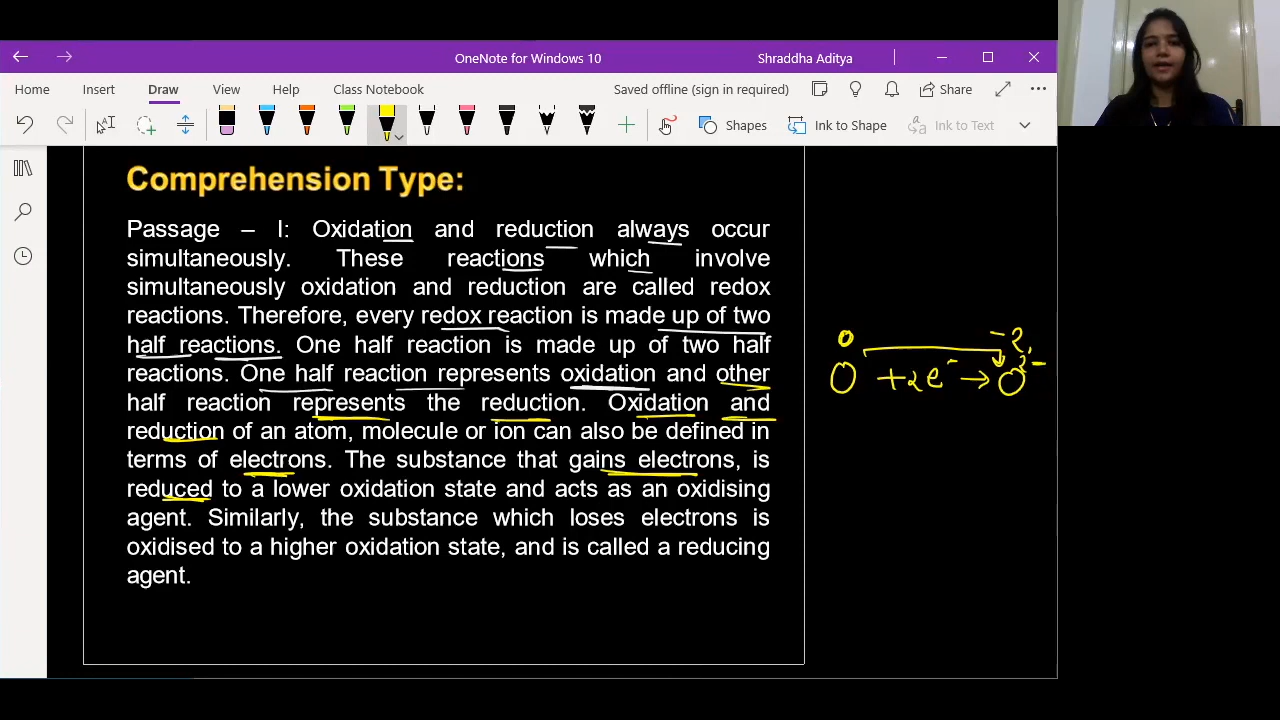 OneNote for Windows 10
Shraddha Aditya
Home Insert Draw View Help Class Notebook
Saved offline (sign in required)
Share
Shapes
Ink to Shape
Ink to Text
Comprehension Type:
Passage – I: Oxidation and reduction always occur
simultaneously. These reactions which involve
simultaneously oxidation and reduction are called redox
reactions. Therefore, every redox reaction is made up of two
half reactions. One half reaction is made up of two half
reactions. One half reaction represents oxidation and other
half reaction represents the reduction. Oxidation and
reduction of an atom, molecule or ion can also be defined in
terms of electrons. The substance that gains electrons, is
reduced to a lower oxidation state and acts as an oxidising
agent. Similarly, the substance which loses electrons is
oxidised to a higher oxidation state, and is called a reducing
agent.
0 -2
O + 2e⁻ → O²⁻